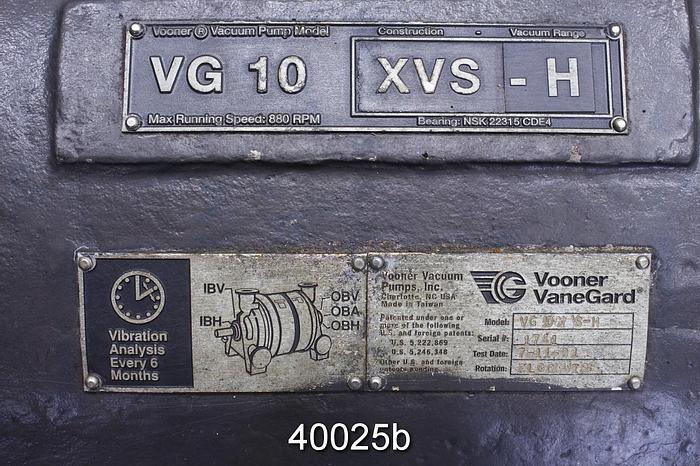 Vooner ® Vacuum Pump Model
Construction - Vacuum Range
VG 10
XVS - H
Max Running Speed: 880 RPM
Bearing: NSK 22315 CDE4
Vibration
Analysis
Every 6
Months
IBV
IBH
OBV
OBA
OBH
Vooner Vacuum
Pumps, Inc.
Charlotte, NC USA
Made in Taiwan
Patented under one or
more of the following
U.S. and foreign patents:
U.S. 5,222,869
U.S. 5,246,348
Other U.S. and foreign
patents pending.
VG
Vooner
VaneGard®
Model: VG
Serial #:
Test Date:
Rotation:
40025b